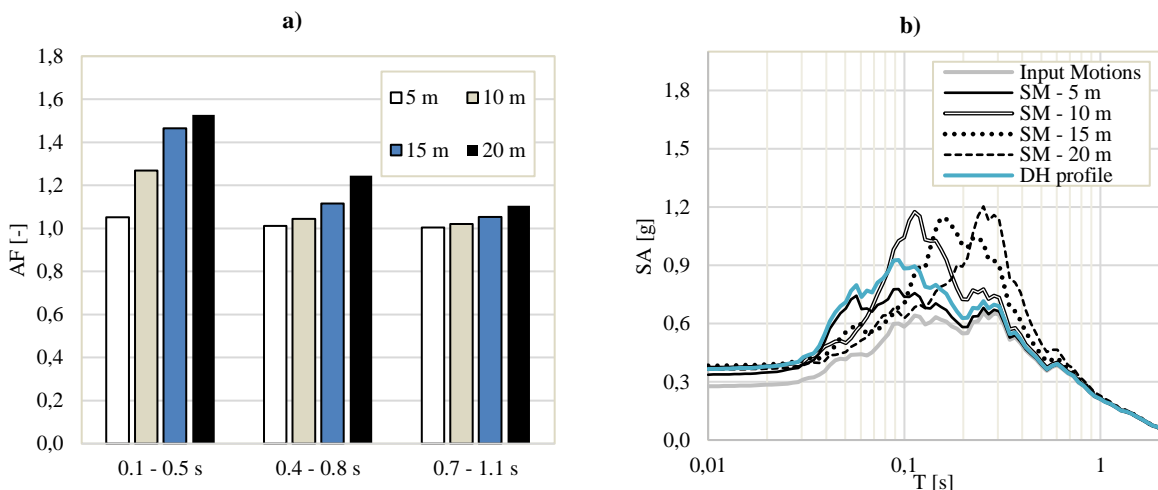 a)
AF [-]
1,8
1,6
1,4
1,2
1,0
0,8
0,6
0,4
0,2
0,0
5 m
10 m
15 m
20 m
0.1 - 0.5 s
0.4 - 0.8 s
0.7 - 1.1 s
b)
SA [g]
1,8
1,5
1,2
0,9
0,6
0,3
0,0
Input Motions
SM - 5 m
SM - 10 m
SM - 15 m
SM - 20 m
DH profile
0,01
0,1
1
T [s]